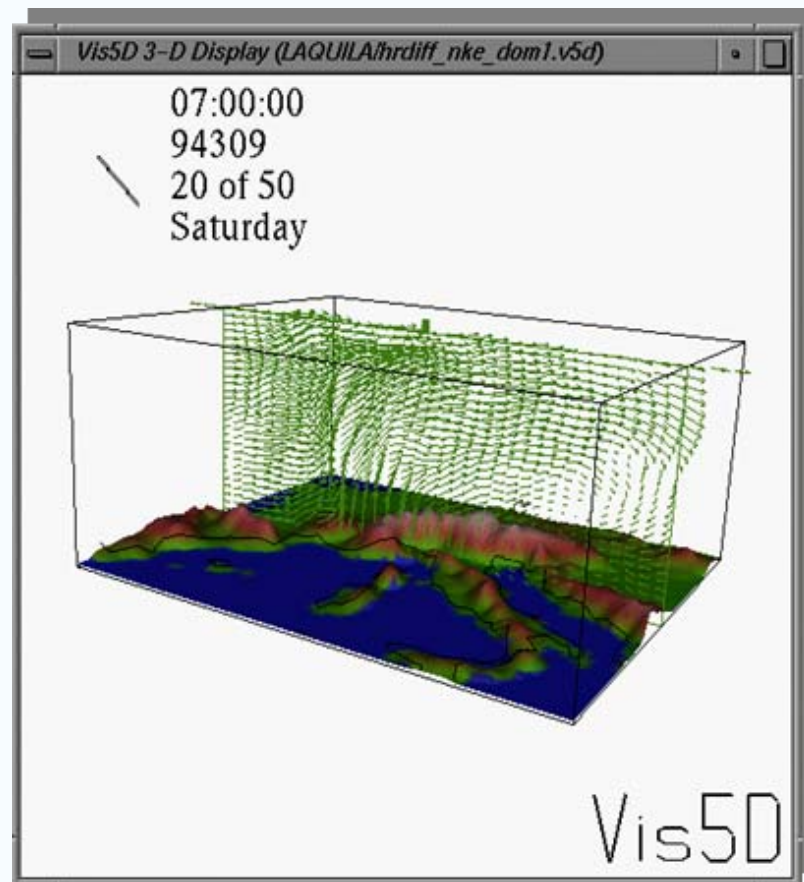 Vis5D 3-D Display (LAQUILA/hrdiff_nke_dom1.v5d)
07:00:00
94309
20 of 50
Saturday
Vis5D